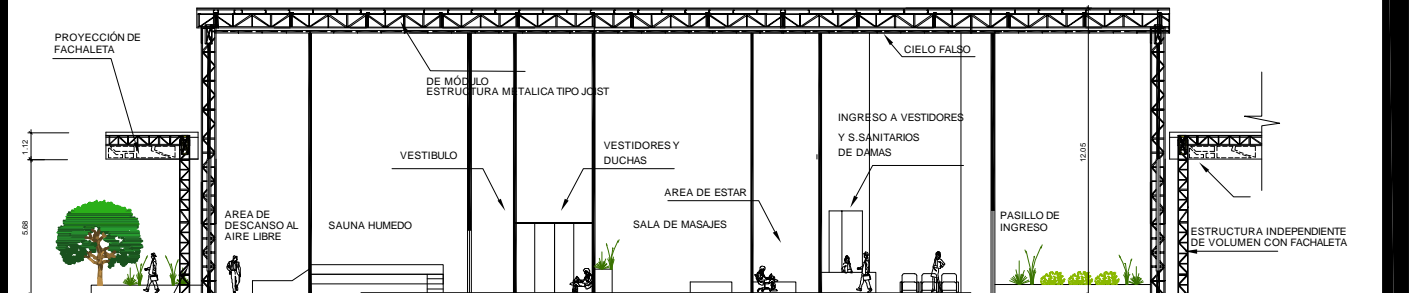 PROYECCIÓN DE
FACHALETA
CIELO FALSO
DE MÓDULO
ESTRUCTURA METALICA TIPO JOIST
INGRESO A VESTIDORES
Y S.SANITARIOS
DE DAMAS
1.12
VESTIBULO
VESTIDORES Y
DUCHAS
12.05
AREA DE ESTAR
5.68
AREA DE
DESCANSO AL
AIRE LIBRE
SAUNA HUMEDO
SALA DE MASAJES
PASILLO DE
INGRESO
ESTRUCTURA INDEPENDIENTE
DE VOLUMEN CON FACHALETA